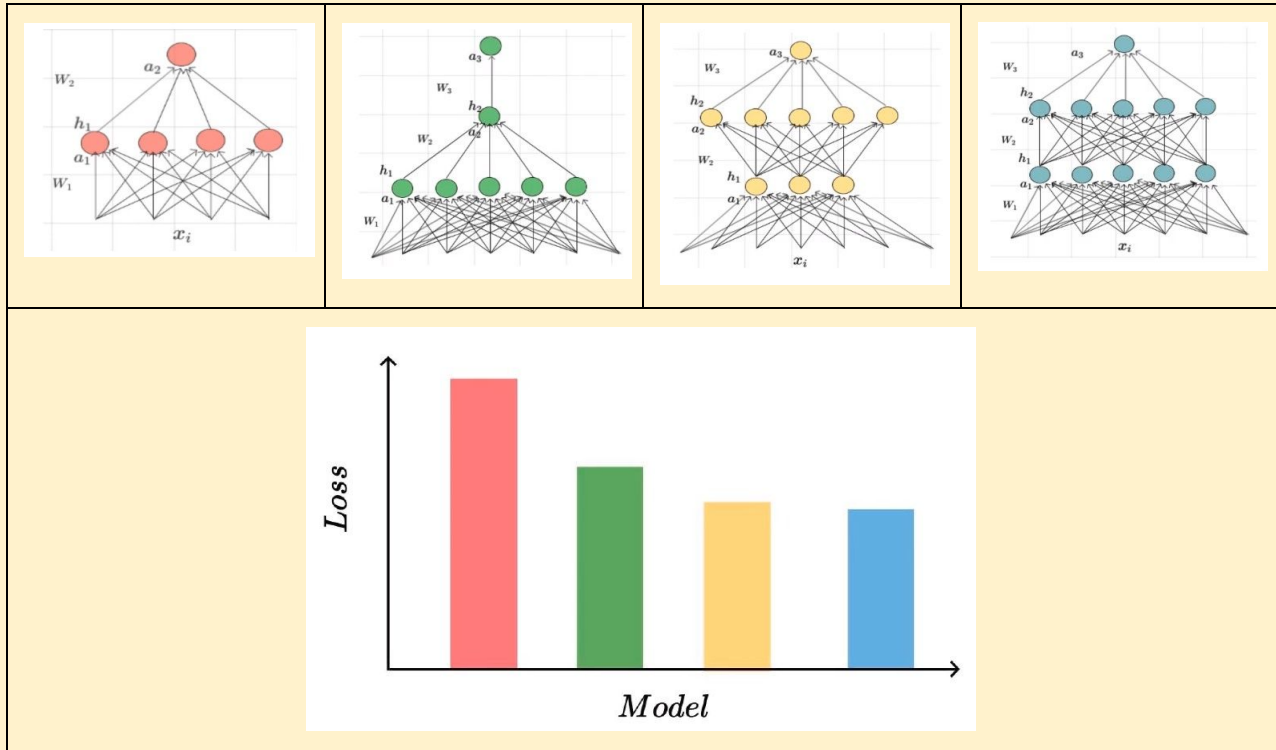 a₂
W₂
h₁
a₁
W₁
xᵢ
a₃
W₃
h₂
a₂
W₂
h₁
a₁
W₁
a₃
W₃
h₂
a₂
W₂
h₁
a₁
xᵢ
a₃
W₃
h₂
a₂
W₂
h₁
a₁
W₁
xᵢ
Loss
Model